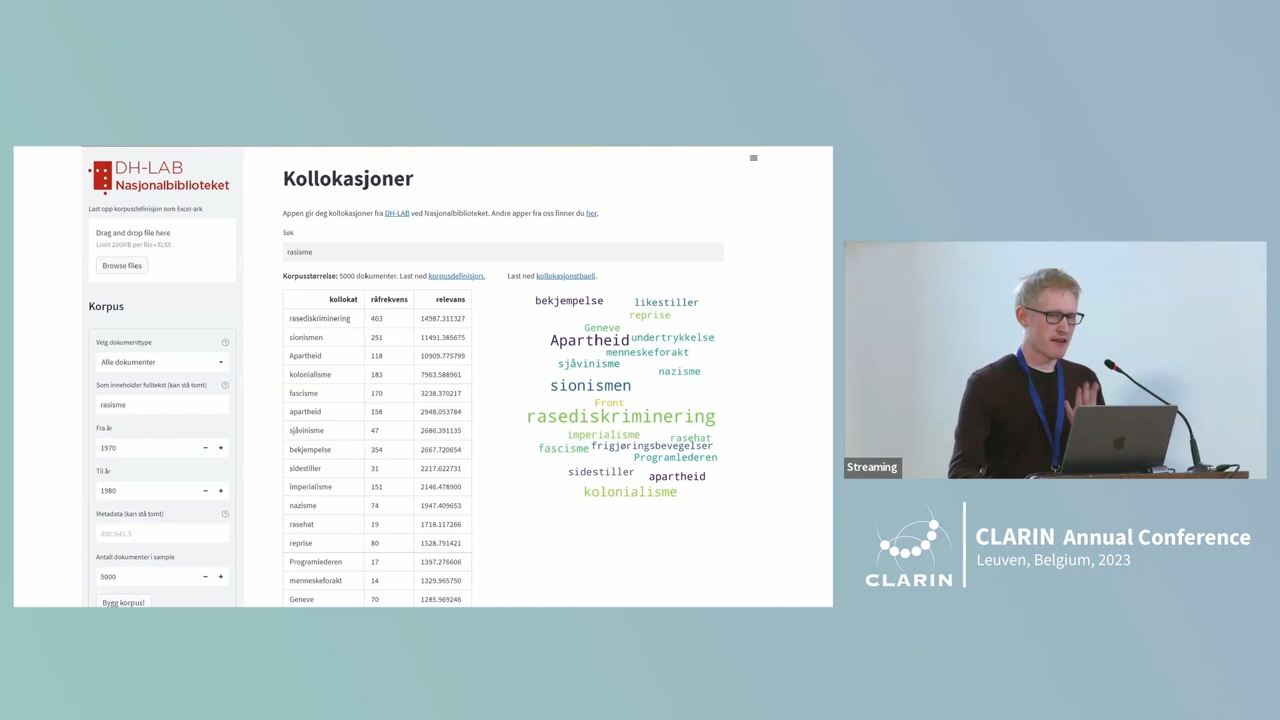 DH-LAB
Nasjonalbiblioteket
Last opp korpusdefinisjon som Excel-ark
Drag and drop file here
Limit 200MB per file • XLSX
Browse files
Korpus
Velg dokumenttype
Alle dokumenter
Som inneholder fulltekst (kan stå tomt)
rasisme
Fra år
1970
Til år
1980
Metadata (kan stå tomt)
ddc:641.5
Antall dokumenter i sample
5000
Bygg korpus!
Kollokasjoner
Appen gir deg kollokasjoner fra DH-LAB ved Nasjonalbiblioteket. Andre apper fra oss finner du her.
Søk
rasisme
Korpusstørrelse: 5000 dokumenter. Last ned korpusdefinisjon.
Last ned kollokasjonstbaell.
kollokat råfrekvens relevans
rasediskriminering 463 14987.311327
sionismen 251 11491.385675
Apartheid 118 10909.775799
kolonialisme 183 7963.588961
fascisme 170 3238.370217
apartheid 158 2948.053784
sjåvinisme 47 2686.391135
bekjempelse 354 2667.720654
sidestiller 31 2217.622731
imperialisme 151 2146.478900
nazisme 74 1947.409653
rasehat 19 1718.117266
reprise 80 1528.791421
Programlederen 17 1397.276606
menneskeforakt 14 1329.965750
Geneve 70 1285.969246
bekjempelse likestiller
reprise
Geneve
Apartheid undertrykkelse
menneskeforakt
sjåvinisme
nazisme
sionismen
Front
rasediskriminering
imperialisme rasehat
fascisme frigjøringsbevegelser
Programlederen
sidestiller apartheid
kolonialisme
Streaming
CLARIN
CLARIN Annual Conference
Leuven, Belgium, 2023